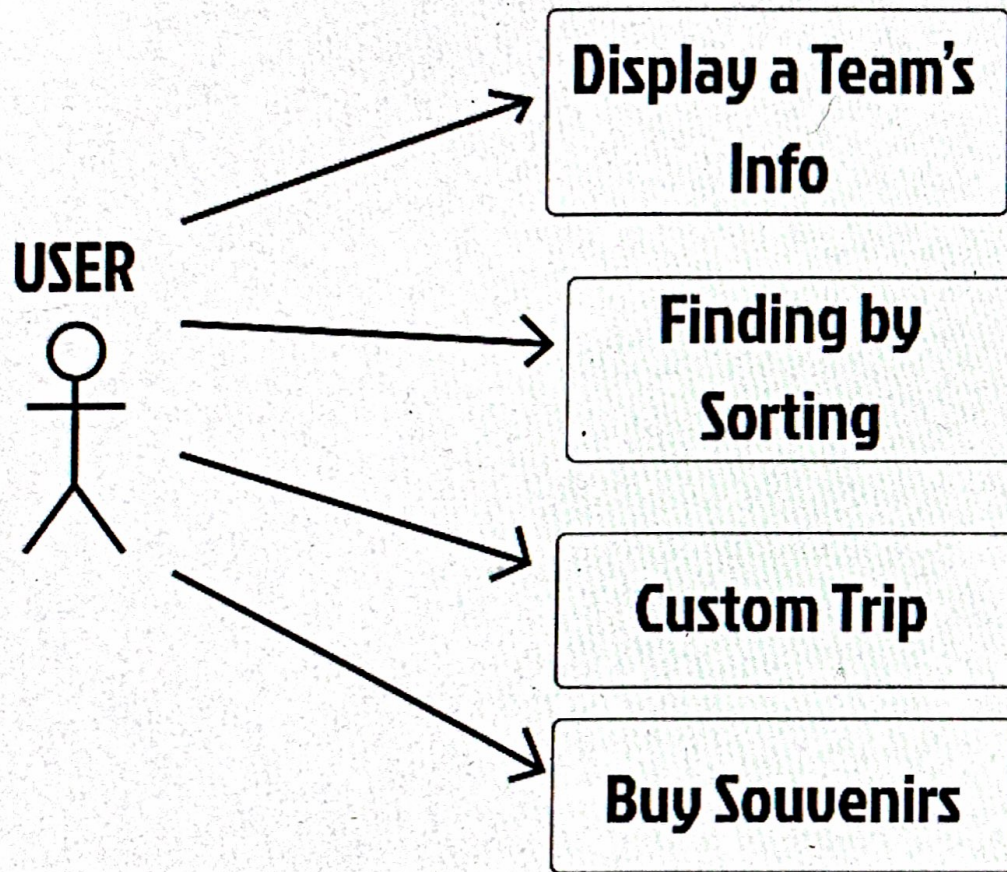 Display a Team's
Info
USER
Finding by
Sorting
Custom Trip
Buy Souvenirs